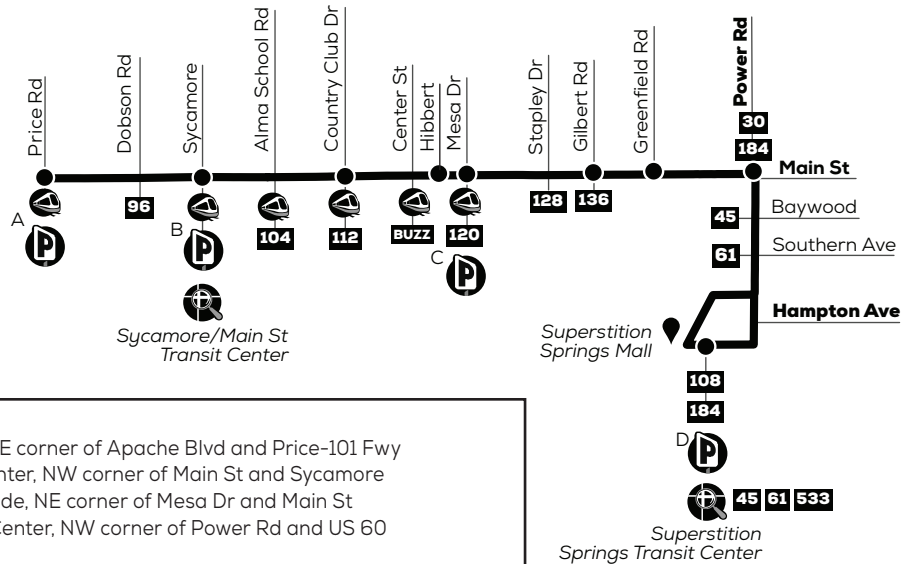 Price Rd
Dobson Rd
Sycamore
Alma School Rd
Country Club Dr
Center St
Hibbert
Mesa Dr
Stapley Dr
Gilbert Rd
Greenfield Rd
Power Rd
30
184
Main St
A
P
96
B
P
104
112
BUZZ
120
C
P
128
136
45
Baywood
61
Southern Ave
Sycamore/Main St
Transit Center
Hampton Ave
Superstition
Springs Mall
108
184
D
P
45 61 533
Superstition
Springs Transit Center
E corner of Apache Blvd and Price-101 Fwy
nter, NW corner of Main St and Sycamore
de, NE corner of Mesa Dr and Main St
Center, NW corner of Power Rd and US 60